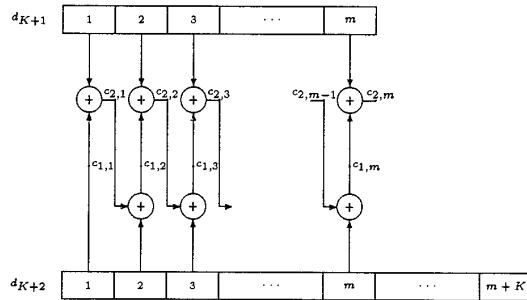 d_{K+1} 1 2 3 ··· m
c_{2,1} c_{2,2} c_{2,3} c_{2,m-1} c_{2,m}
+ + + +
c_{1,1} c_{1,2} c_{1,3} c_{1,m}
+ + +
d_{K+2} 1 2 3 ··· m ··· m + K